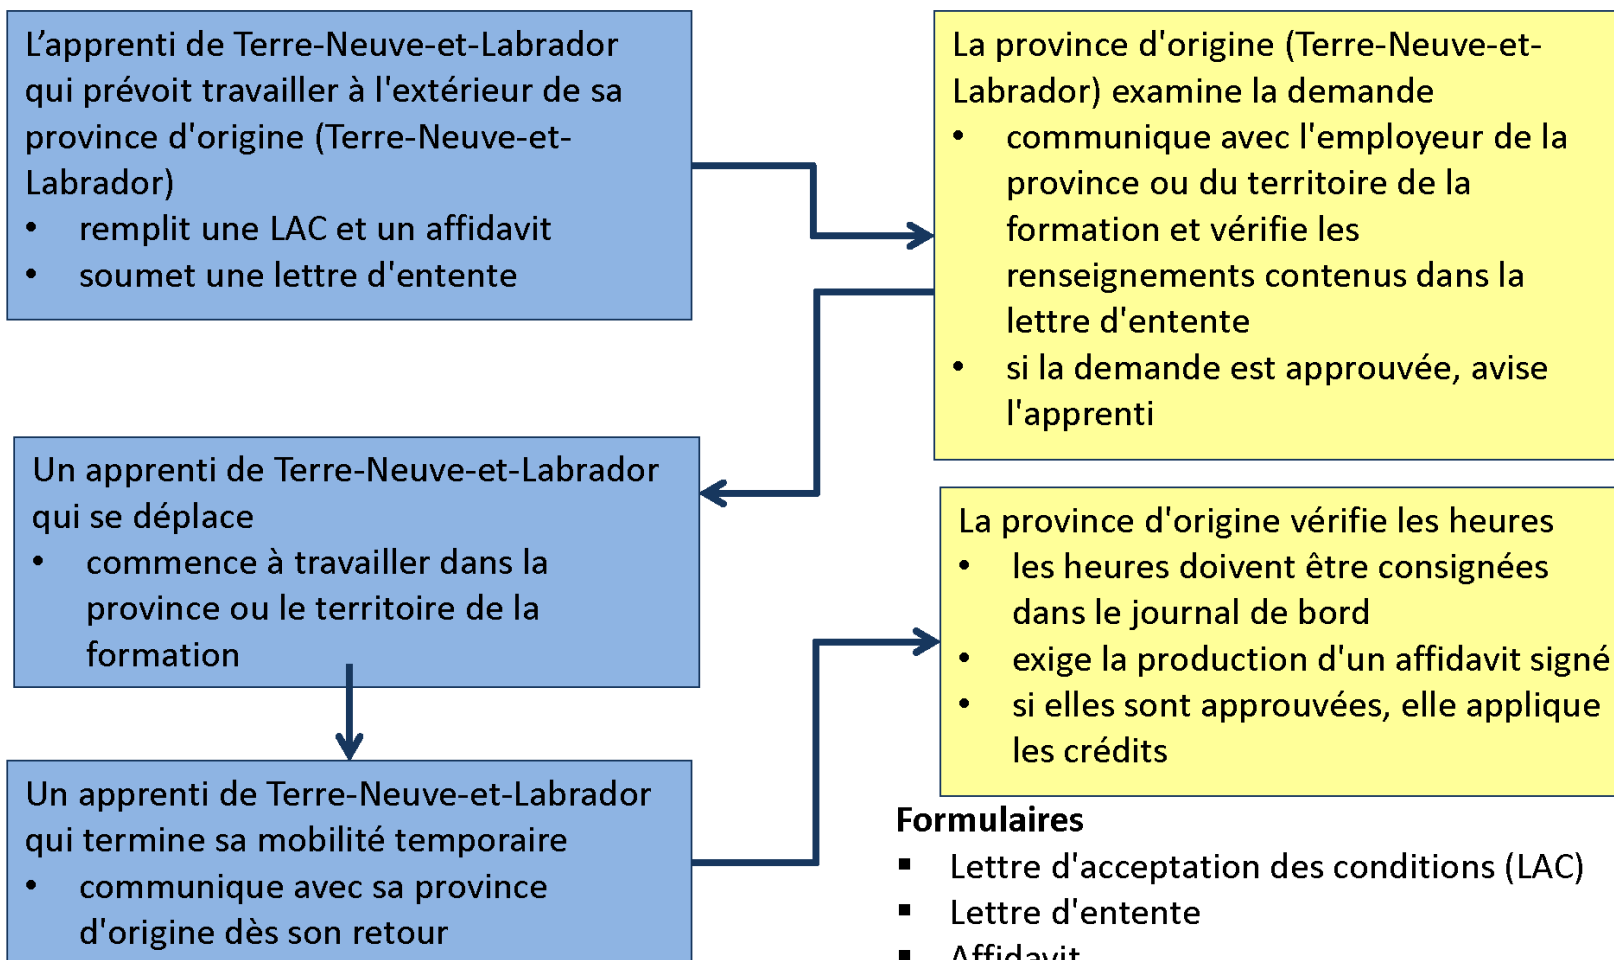 L'apprenti de Terre-Neuve-et-Labrador
qui prévoit travailler à l'extérieur de sa
province d'origine (Terre-Neuve-et-
Labrador)
• remplit une LAC et un affidavit
• soumet une lettre d'entente
La province d'origine (Terre-Neuve-et-
Labrador) examine la demande
• communique avec l'employeur de la
province ou du territoire de la
formation et vérifie les
renseignements contenus dans la
lettre d'entente
• si la demande est approuvée, avise
l'apprenti
Un apprenti de Terre-Neuve-et-Labrador
qui se déplace
• commence à travailler dans la
province ou le territoire de la
formation
Un apprenti de Terre-Neuve-et-Labrador
qui termine sa mobilité temporaire
• communique avec sa province
d'origine dès son retour
La province d'origine vérifie les heures
• les heures doivent être consignées
dans le journal de bord
• exige la production d'un affidavit signé
• si elles sont approuvées, elle applique
les crédits
Formulaires
▪ Lettre d'acceptation des conditions (LAC)
▪ Lettre d'entente
▪ Affidavit